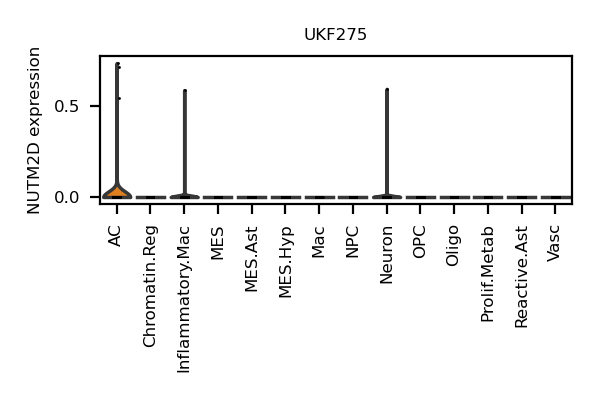 UKF275
NUTM2D expression
0.5
0.0
AC
Chromatin.Reg
Inflammatory.Mac
MES
MES.Ast
MES.Hyp
Mac
NPC
Neuron
OPC
Oligo
Prolif.Metab
Reactive.Ast
Vasc